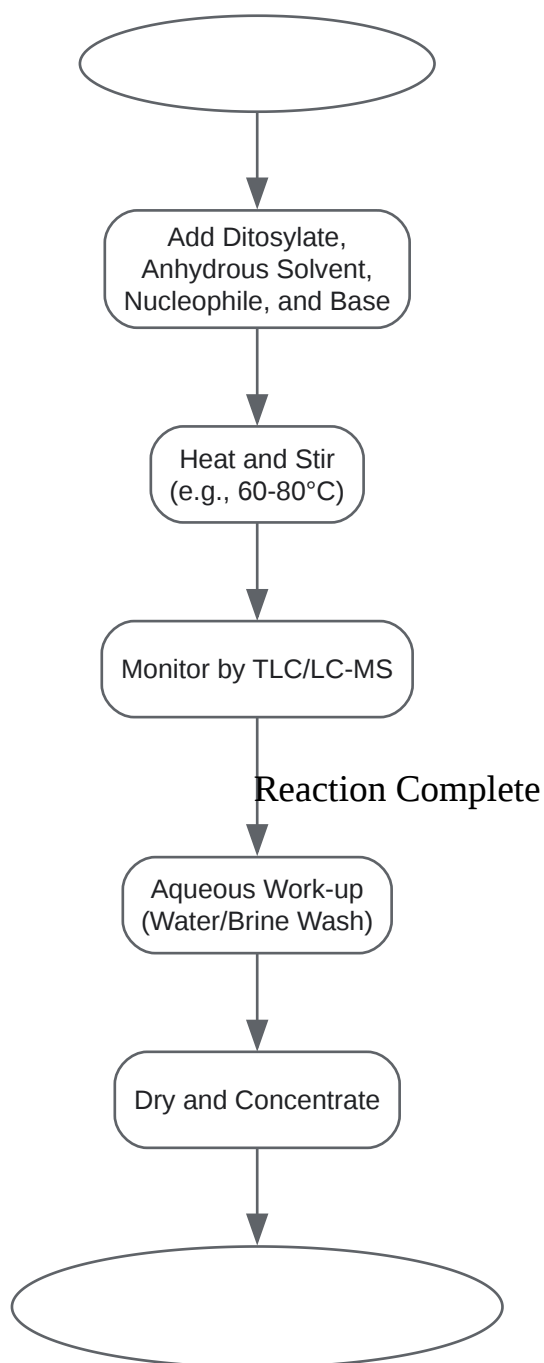 Add Ditosylate,
Anhydrous Solvent,
Nucleophile, and Base
Heat and Stir
(e.g., 60-80°C)
Monitor by TLC/LC-MS
Reaction Complete
Aqueous Work-up
(Water/Brine Wash)
Dry and Concentrate